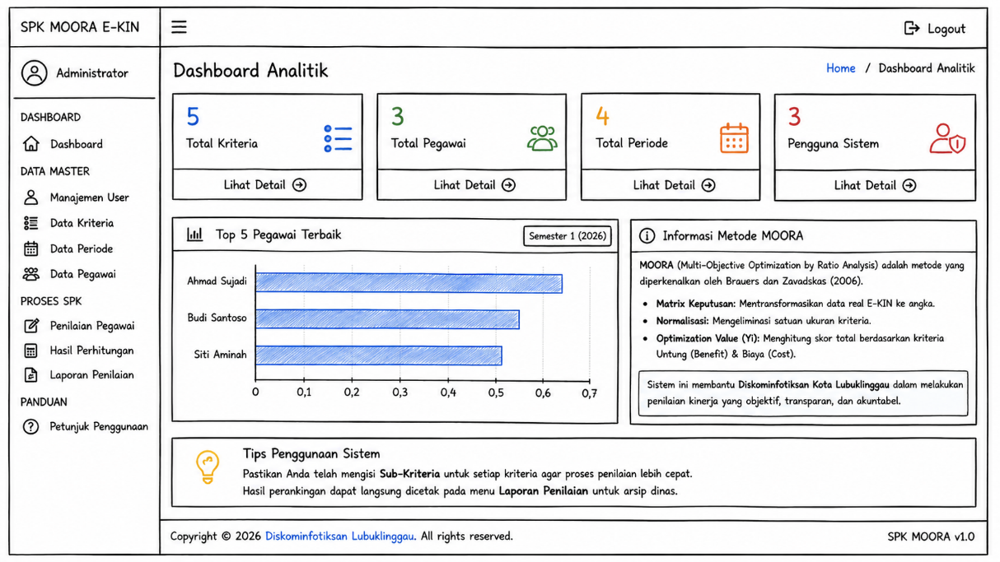 SPK MOORA E-KIN
Logout
Administrator
DASHBOARD
Dashboard
DATA MASTER
Manajemen User
Data Kriteria
Data Periode
Data Pegawai
PROSES SPK
Penilaian Pegawai
Hasil Perhitungan
Laporan Penilaian
PANDUAN
Petunjuk Penggunaan
Dashboard Analitik
Home / Dashboard Analitik
5
Total Kriteria
Lihat Detail
3
Total Pegawai
Lihat Detail
4
Total Periode
Lihat Detail
3
Pengguna Sistem
Lihat Detail
Top 5 Pegawai Terbaik
Semester 1 (2026)
Ahmad Sujadi
Budi Santoso
Siti Aminah
0 0,1 0,2 0,3 0,4 0,5 0,6 0,7
Informasi Metode MOORA
MOORA (Multi-Objective Optimization by Ratio Analysis) adalah metode yang
diperkenalkan oleh Brauers dan Zavadskas (2006).
• Matrix Keputusan: Mentransformasikan data real E-KIN ke angka.
• Normalisasi: Mengeliminasi satuan ukuran kriteria.
• Optimization Value (Yi): Menghitung skor total berdasarkan kriteria
Untung (Benefit) & Biaya (Cost).
Sistem ini membantu Diskominfotiksan Kota Lubuklinggau dalam melakukan
penilaian kinerja yang objektif, transparan, dan akuntabel.
Tips Penggunaan Sistem
Pastikan Anda telah mengisi Sub-Kriteria untuk setiap kriteria agar proses penilaian lebih cepat.
Hasil perankingan dapat langsung dicetak pada menu Laporan Penilaian untuk arsip dinas.
Copyright © 2026 Diskominfotiksan Lubuklinggau. All rights reserved.
SPK MOORA v1.0